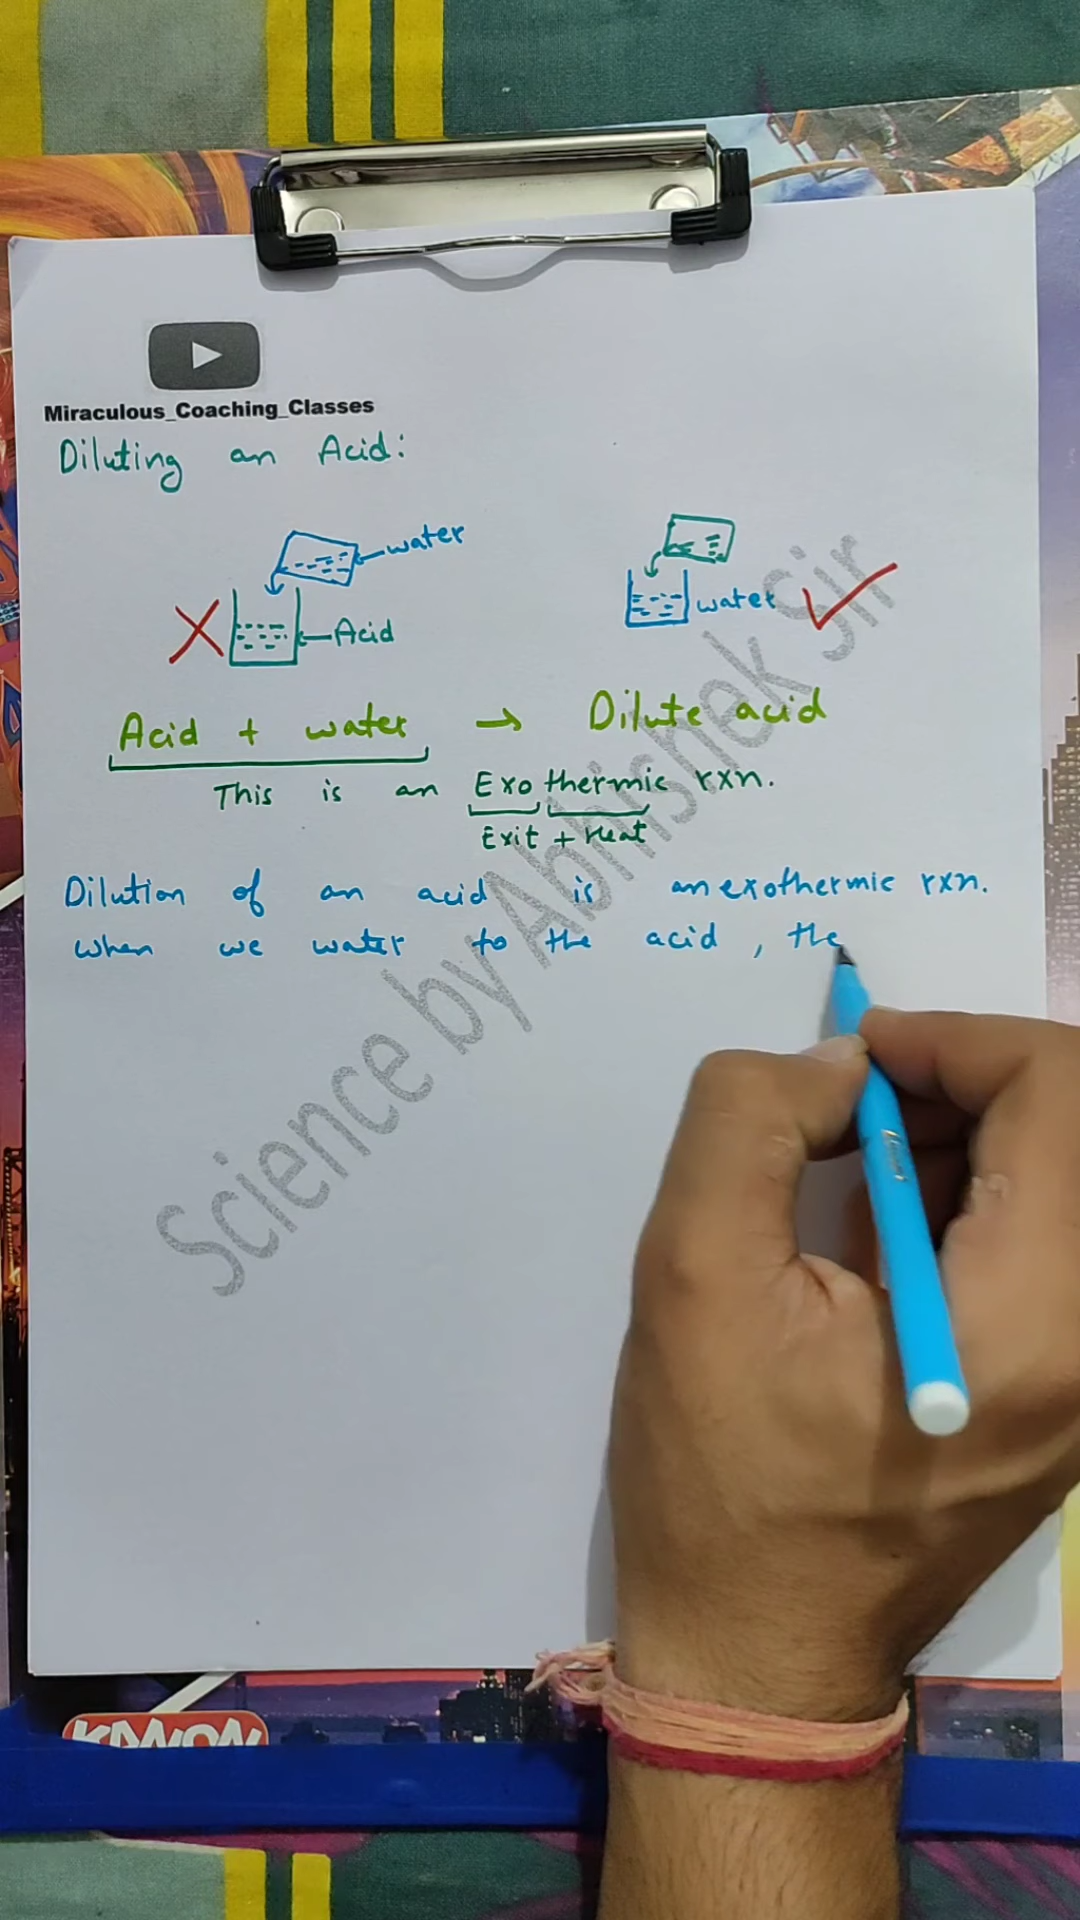 Miraculous_Coaching_Classes
Diluting an Acid:
water
Acid
water
Acid + water → Dilute acid
This is an Exothermic rxn.
Exit + Heat
Dilution of an acid is an exothermic rxn.
when we water to the acid, the
Science by Abhishek Sir